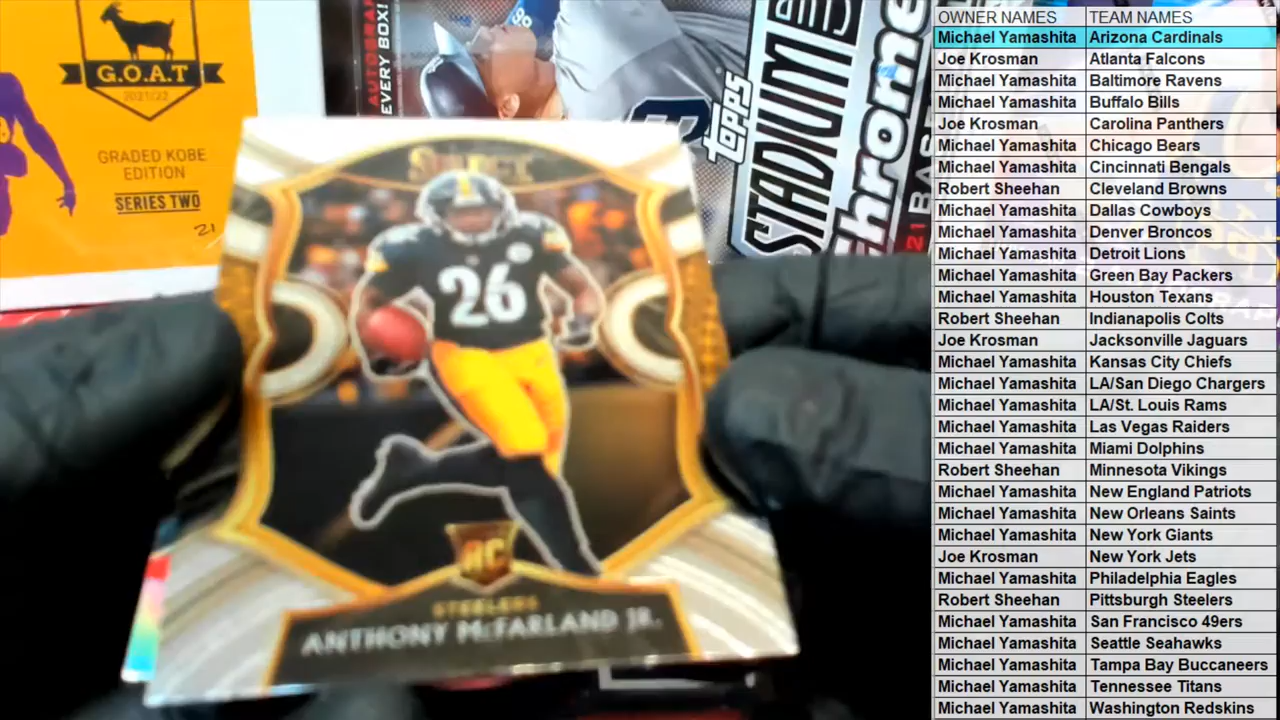 G.O.A.T
2021/22
GRADED KOBE
EDITION
SERIES TWO
21
AUTOGRAPH
EVERY BOX!
TOPPS
STADIUM
Chrome
SELECT
26
RC
STEELERS
ANTHONY McFARLAND JR.
OWNER NAMES TEAM NAMES
Michael Yamashita Arizona Cardinals
Joe Krosman Atlanta Falcons
Michael Yamashita Baltimore Ravens
Michael Yamashita Buffalo Bills
Joe Krosman Carolina Panthers
Michael Yamashita Chicago Bears
Michael Yamashita Cincinnati Bengals
Robert Sheehan Cleveland Browns
Michael Yamashita Dallas Cowboys
Michael Yamashita Denver Broncos
Michael Yamashita Detroit Lions
Michael Yamashita Green Bay Packers
Michael Yamashita Houston Texans
Robert Sheehan Indianapolis Colts
Joe Krosman Jacksonville Jaguars
Michael Yamashita Kansas City Chiefs
Michael Yamashita LA/San Diego Chargers
Michael Yamashita LA/St. Louis Rams
Michael Yamashita Las Vegas Raiders
Michael Yamashita Miami Dolphins
Robert Sheehan Minnesota Vikings
Michael Yamashita New England Patriots
Michael Yamashita New Orleans Saints
Michael Yamashita New York Giants
Joe Krosman New York Jets
Michael Yamashita Philadelphia Eagles
Robert Sheehan Pittsburgh Steelers
Michael Yamashita San Francisco 49ers
Michael Yamashita Seattle Seahawks
Michael Yamashita Tampa Bay Buccaneers
Michael Yamashita Tennessee Titans
Michael Yamashita Washington Redskins